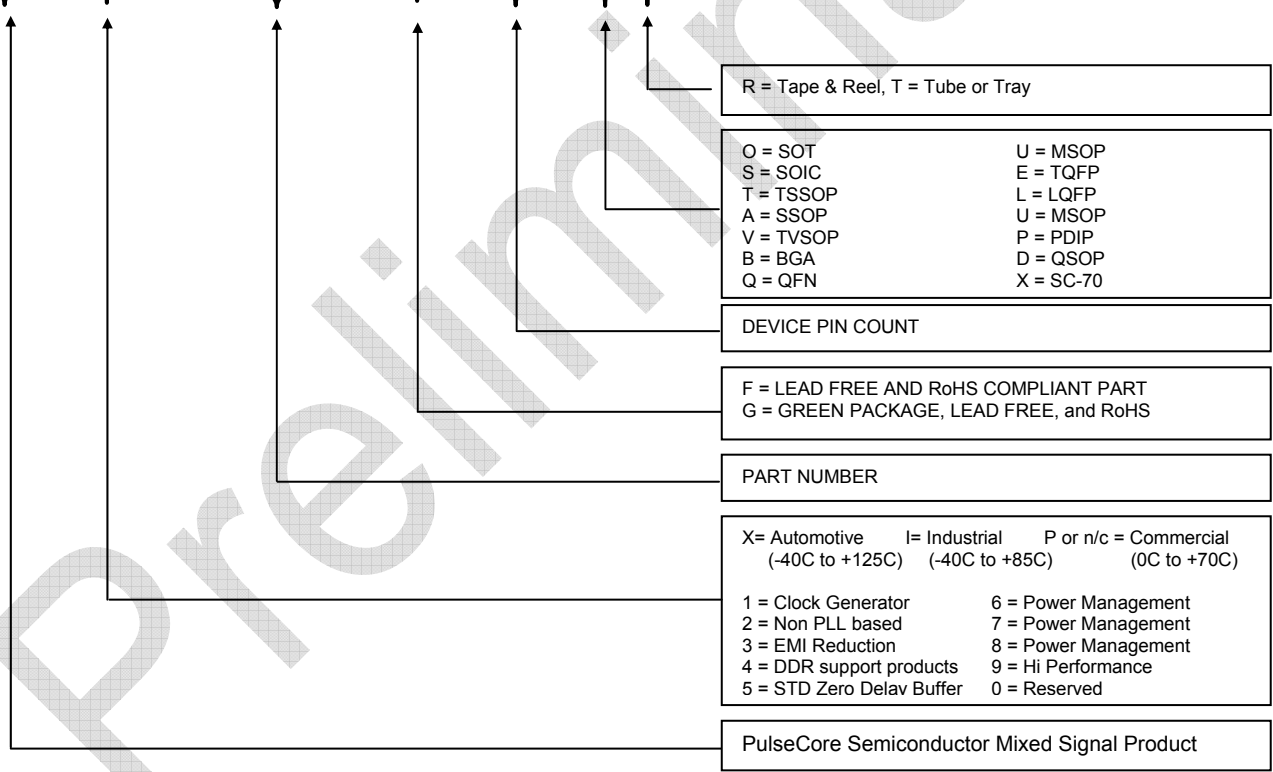 R = Tape & Reel, T = Tube or Tray
O = SOT U = MSOP
S = SOIC E = TQFP
T = TSSOP L = LQFP
A = SSOP U = MSOP
V = TVSOP P = PDIP
B = BGA D = QSOP
Q = QFN X = SC-70
DEVICE PIN COUNT
F = LEAD FREE AND RoHS COMPLIANT PART
G = GREEN PACKAGE, LEAD FREE, and RoHS
PART NUMBER
X= Automotive I= Industrial P or n/c = Commercial
(-40C to +125C) (-40C to +85C) (0C to +70C)
1 = Clock Generator 6 = Power Management
2 = Non PLL based 7 = Power Management
3 = EMI Reduction 8 = Power Management
4 = DDR support products 9 = Hi Performance
5 = STD Zero Delay Buffer 0 = Reserved
PulseCore Semiconductor Mixed Signal Product
Prelimin